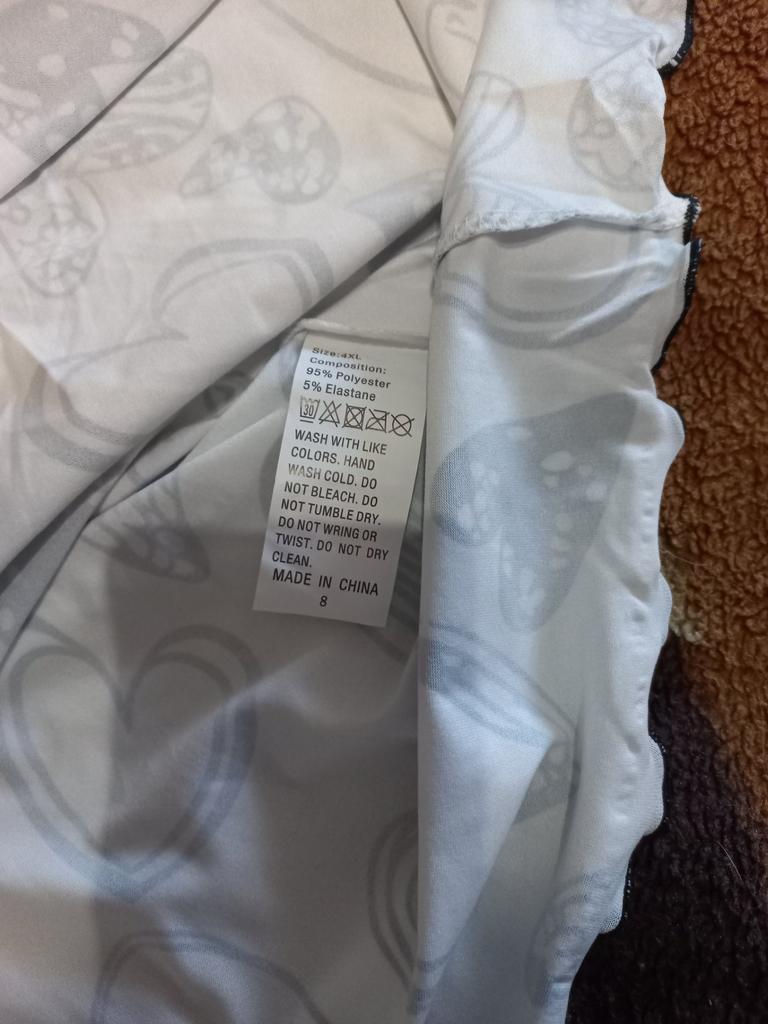 Size:4XL
Composition:
95% Polyester
5% Elastane
30
WASH WITH LIKE
COLORS. HAND
WASH COLD. DO
NOT BLEACH. DO
NOT TUMBLE DRY.
DO NOT WRING OR
TWIST. DO NOT DRY
CLEAN.
MADE IN CHINA
8